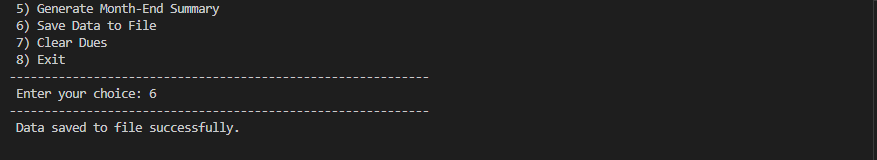 5) Generate Month-End Summary
6) Save Data to File
7) Clear Dues
8) Exit
------------------------------------------------------------
Enter your choice: 6
------------------------------------------------------------
Data saved to file successfully.